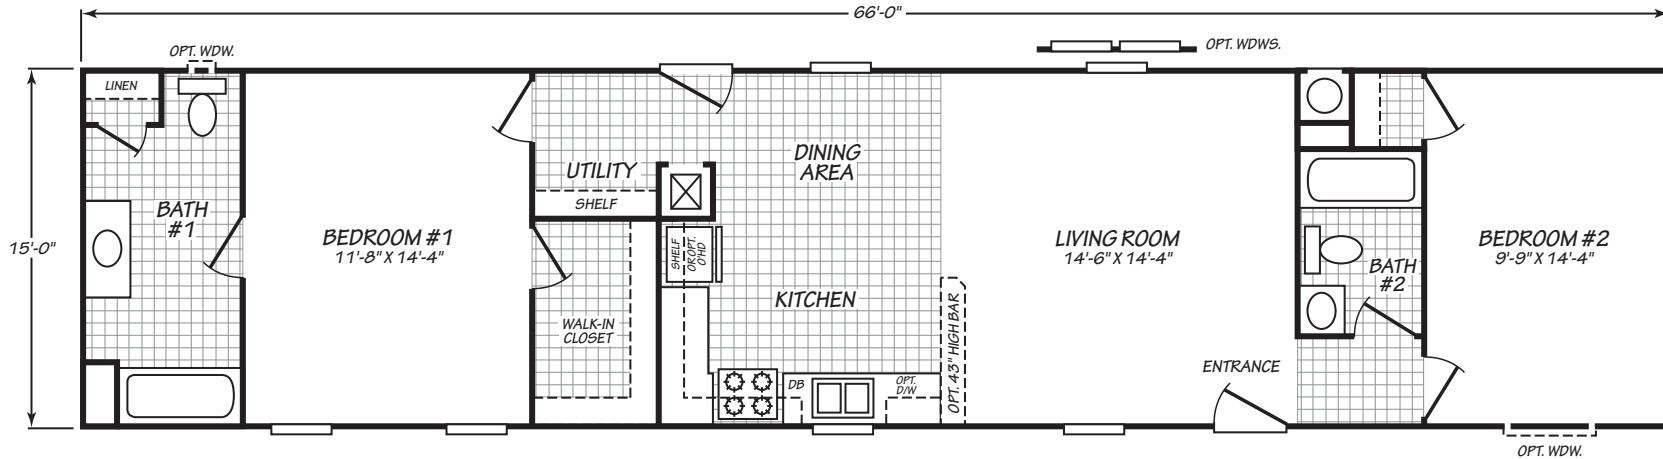 66'-0"
OPT. WDW.
OPT. WDWS.
LINEN
15'-0"
BATH
#1
BEDROOM #1
11'-8" X 14'-4"
UTILITY
SHELF
DINING
AREA
SHELF
OR OPT.
O'HD
KITCHEN
WALK-IN
CLOSET
DB
OPT.
D/W
OPT. 43" HIGH BAR
LIVING ROOM
14'-6" X 14'-4"
ENTRANCE
BATH
#2
BEDROOM #2
9'-9" X 14'-4"
OPT. WDW.